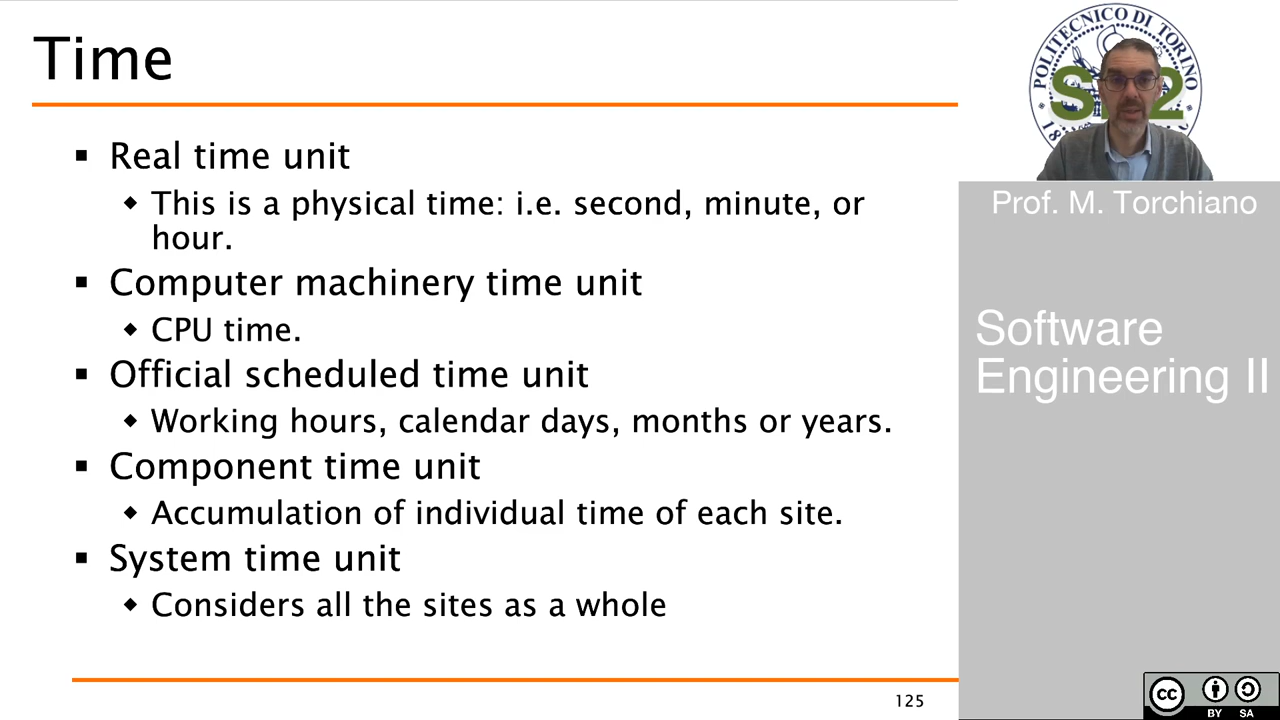 Time
Real time unit
This is a physical time: i.e. second, minute, or
hour.
Computer machinery time unit
CPU time.
Official scheduled time unit
Working hours, calendar days, months or years.
Component time unit
Accumulation of individual time of each site.
System time unit
Considers all the sites as a whole
125
POLITECNICO DI TORINO
Prof. M. Torchiano
Software
Engineering II
cc
BY SA